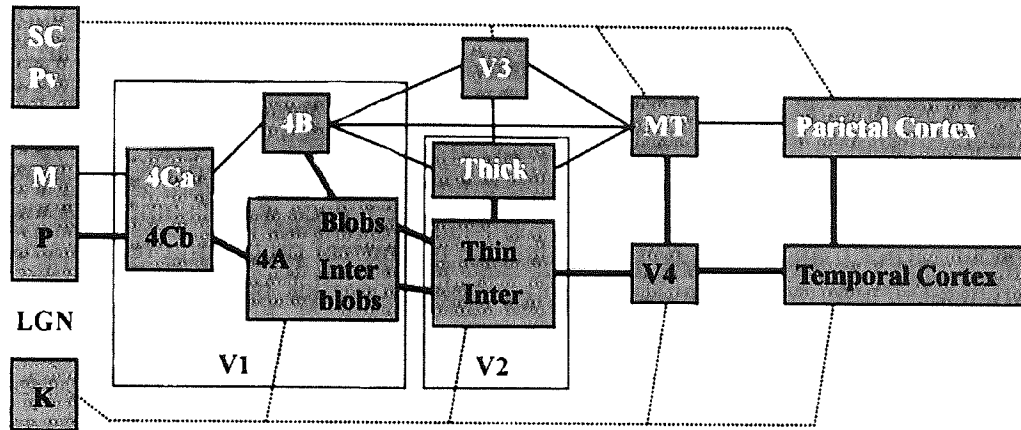 SC
Pv
V3
4B
MT
Parietal Cortex
M
P
4Ca
4Cb
Thick
4A
Blobs
Inter
blobs
Thin
Inter
V4
Temporal Cortex
LGN
V1
V2
K